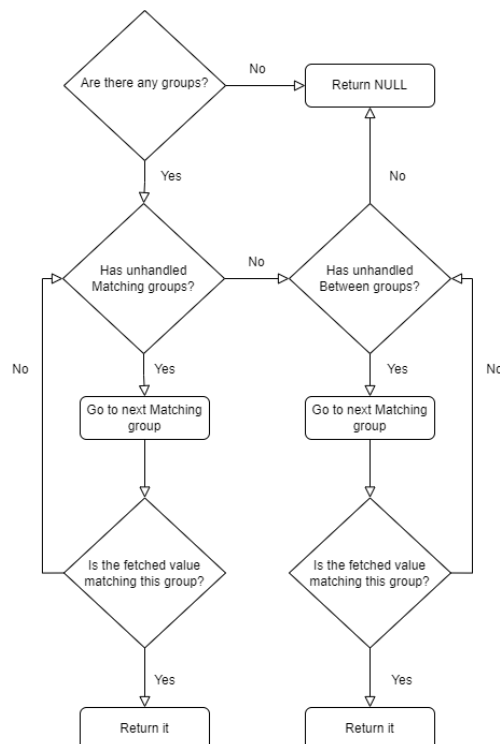 Are there any groups?
No
Return NULL
Yes
No
Has unhandled
Matching groups?
No
Has unhandled
Between groups?
No
Yes
Yes
No
Go to next Matching
group
Go to next Matching
group
Is the fetched value
matching this group?
Is the fetched value
matching this group?
Yes
Yes
Return it
Return it